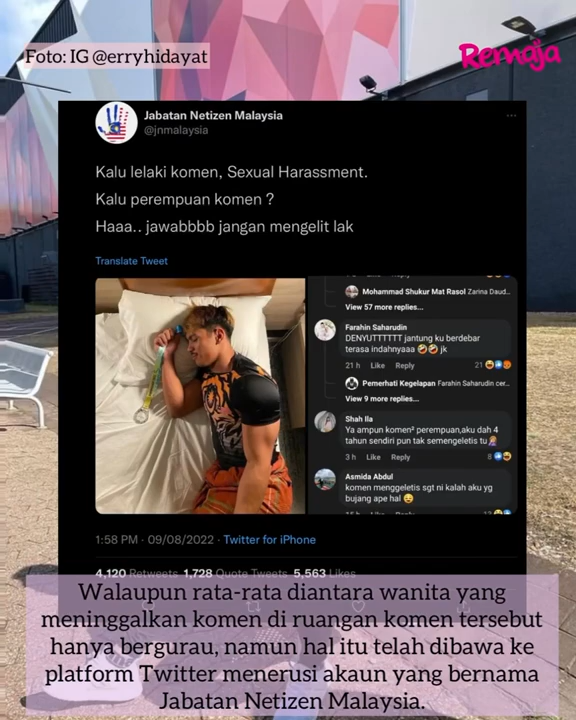 Foto: IG @erryhidayat
Remaja
Jabatan Netizen Malaysia
@jnmalaysia
Kalu lelaki komen, Sexual Harassment.
Kalu perempuan komen ?
Haaa.. jawabbbb jangan mengelit lak
Translate Tweet
Mohammad Shukur Mat Rasol Zarina Daud...
View 57 more replies...
Farahin Saharudin
DENYUTTTTTT jantung ku berdebar
terasa indahnyaaa 🤣🤣 jk
21 h Like Reply 21
Pemerhati Kegelapan Farahin Saharudin cer...
View 9 more replies...
Shah Ila
Ya ampun komen² perempuan,aku dah 4
tahun sendiri pun tak semengeletis tu
3 h Like Reply 8
Asmida Abdul
komen menggeletis sgt ni kalah aku yg
bujang ape hal
1:58 PM · 09/08/2022 · Twitter for iPhone
4,120 Retweets 1,728 Quote Tweets 5,563 Likes
Walaupun rata-rata diantara wanita yang
meninggalkan komen di ruangan komen tersebut
hanya bergurau, namun hal itu telah dibawa ke
platform Twitter menerusi akaun yang bernama
Jabatan Netizen Malaysia.